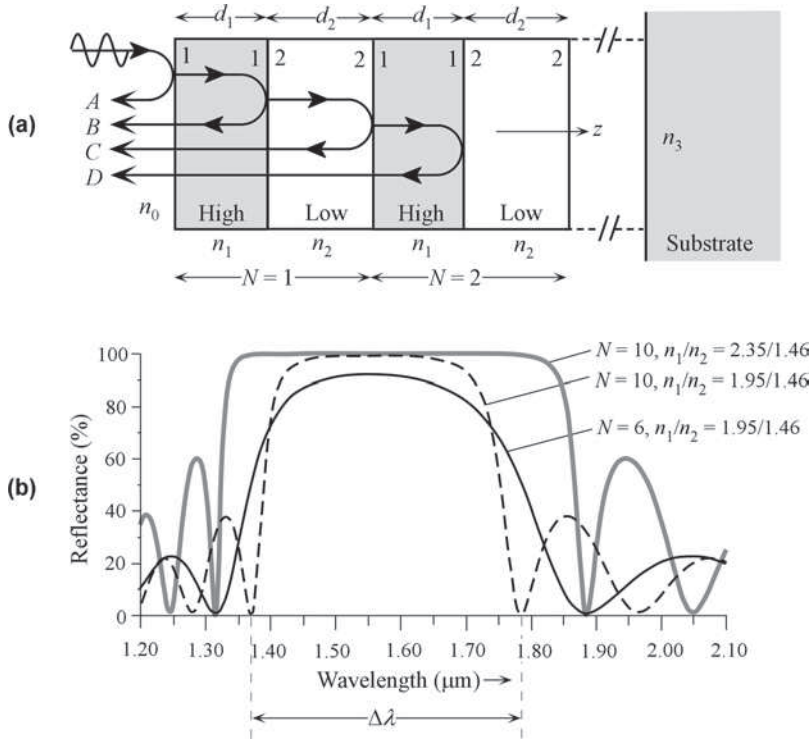 d₁ d₂ d₁ d₂
1 1 2 2 1 1 2 2
A
(a) B
C
D
z
n₃
n₀ High Low High Low
n₁ n₂ n₁ n₂
Substrate
N = 1 N = 2
(b)
Reflectance (%)
100
80
60
40
20
0
N = 10, n₁/n₂ = 2.35/1.46
N = 10, n₁/n₂ = 1.95/1.46
N = 6, n₁/n₂ = 1.95/1.46
1.20 1.30 1.40 1.50 1.60 1.70 1.80 1.90 2.00 2.10
Wavelength (μm)
Δλ